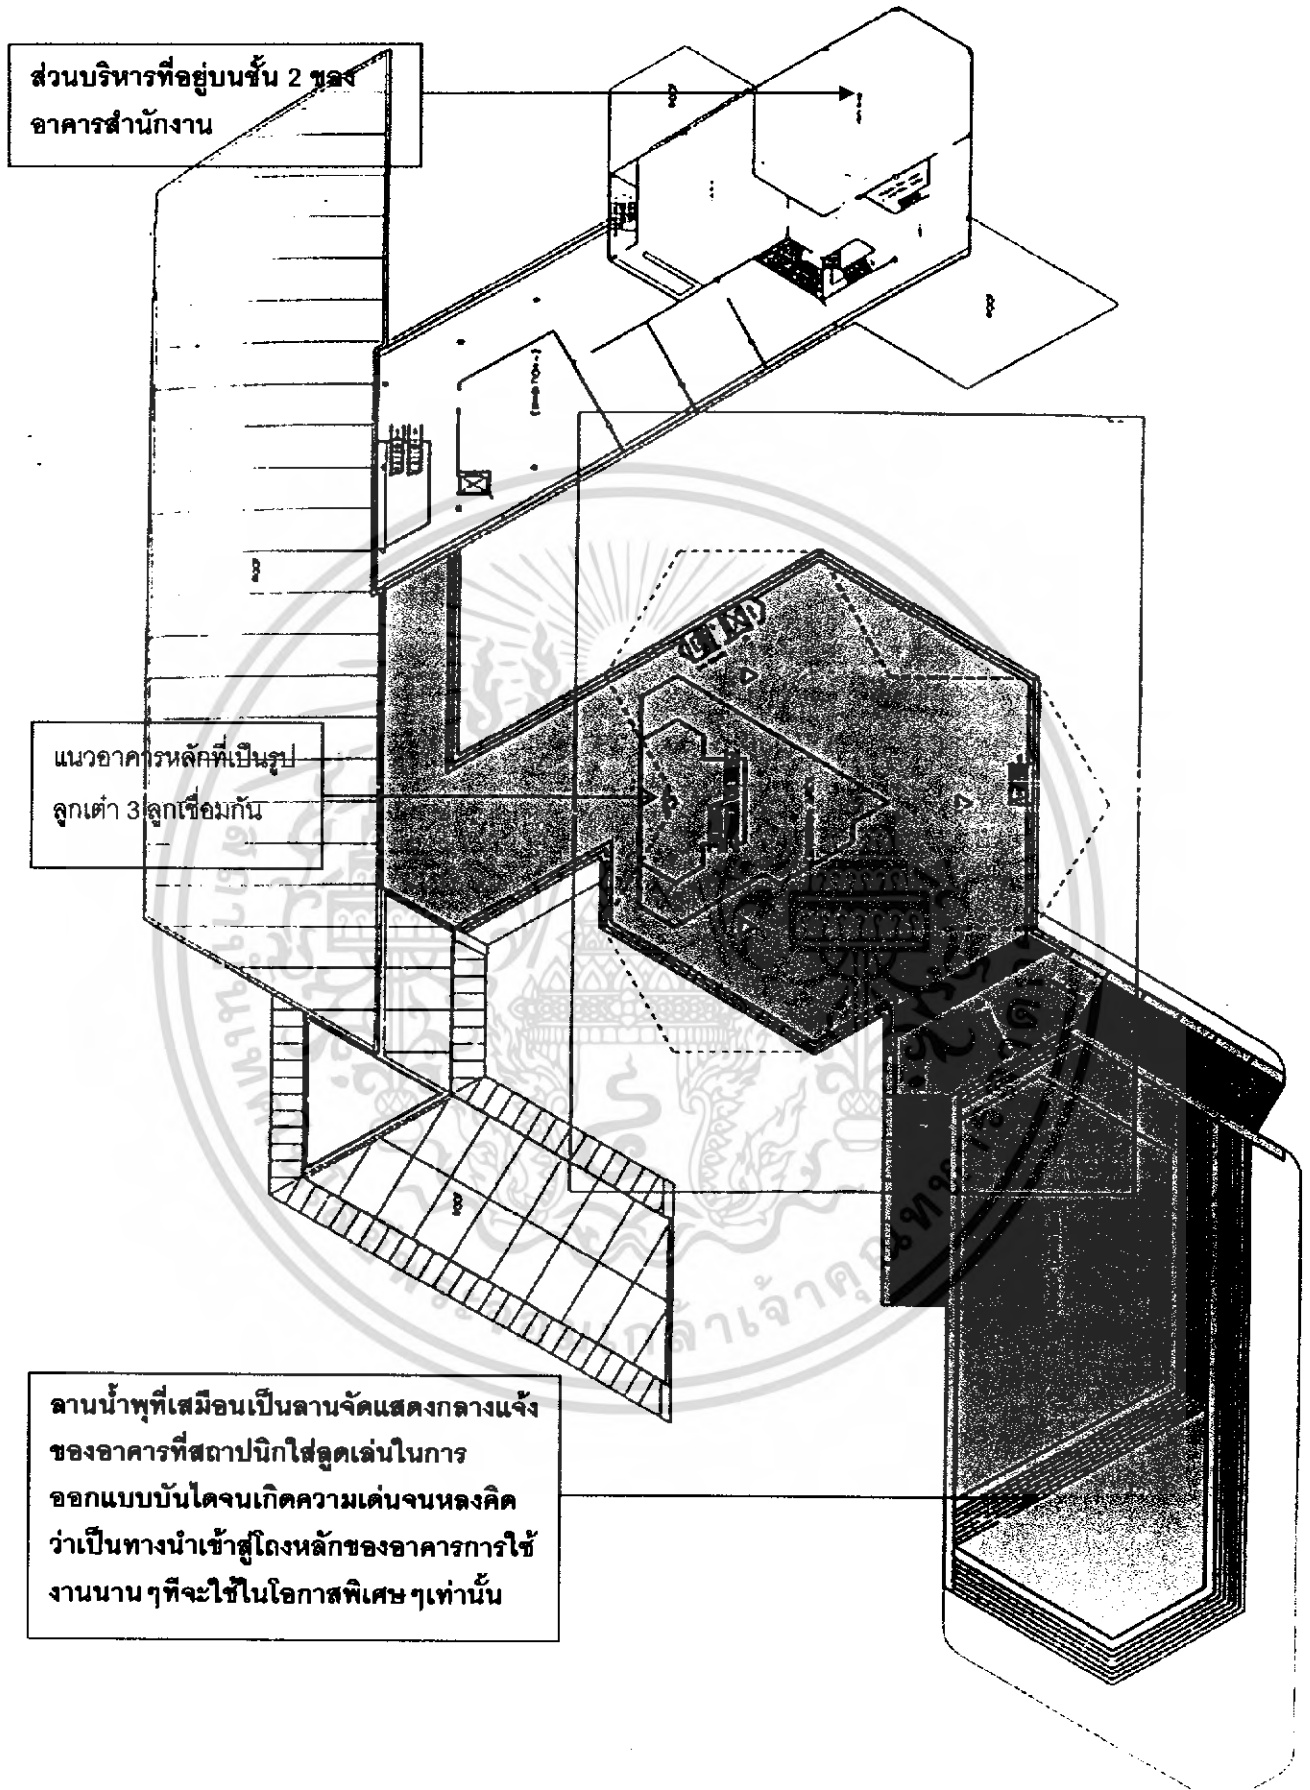 ส่วนบริหารที่อยู่บนชั้น 2 ของ
อาคารสำนักงาน
แนวอาคารหลักที่เป็นรูป
ลูกเต๋า 3 ลูกเชื่อมกัน
ลานน้ำพุที่เสมือนเป็นลานจัดแสดงกลางแจ้ง
ของอาคารที่สถาปนิกใส่ลูดเล่นในการ
ออกแบบบันไดจนเกิดความเด่นจนหลงคิด
ว่าเป็นทางนำเข้าสู่โถงหลักของอาคารการใช้
งานนาน ๆทีจะใช้ในโอกาสพิเศษ ๆเท่านั้น